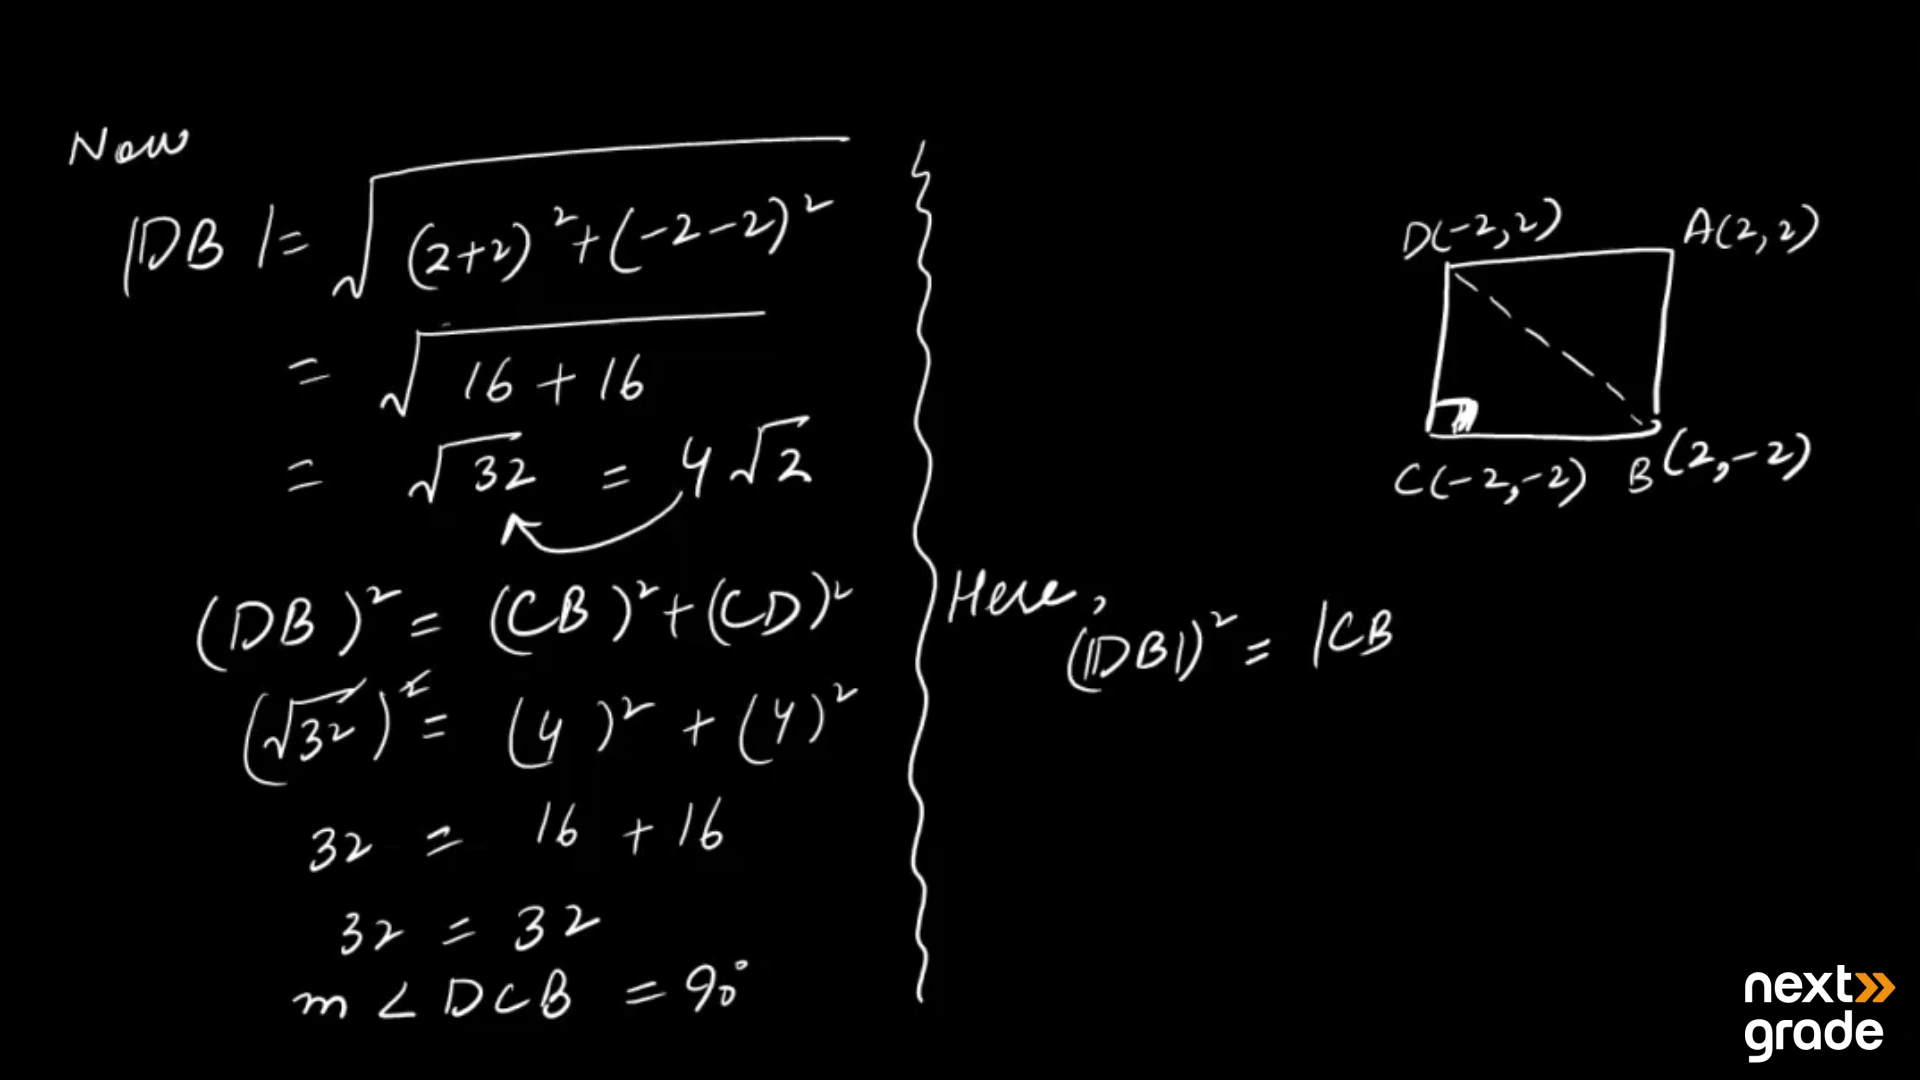 Now
|DB| = √(2+2)² + (-2-2)²
= √16 + 16
= √32 = 4√2
(DB)² = (CB)² + (CD)²
(√32)² = (4)² + (4)²
32 = 16 + 16
32 = 32
m∠DCB = 90°
D(-2,2) A(2,2)
C(-2,-2) B(2,-2)
Here,
(|DB|)² = |CB
next
grade